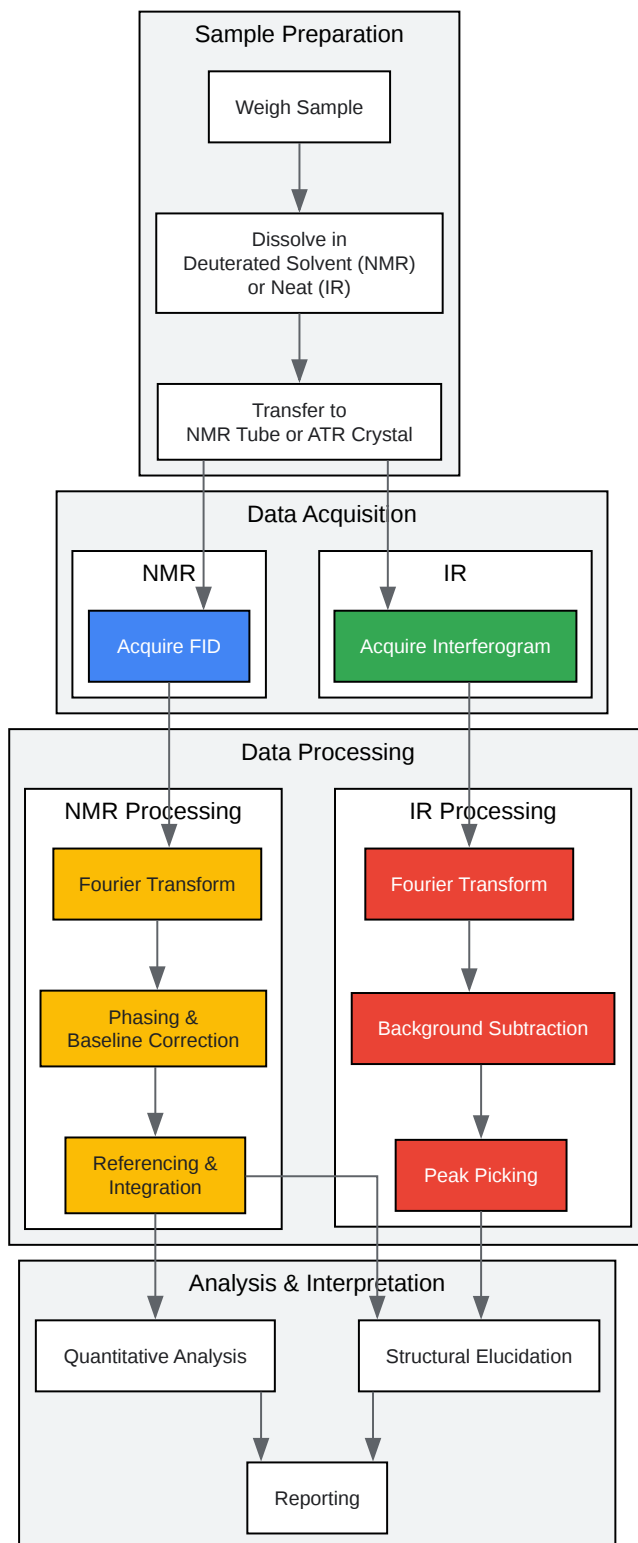 Sample Preparation
Weigh Sample
Dissolve in
Deuterated Solvent (NMR)
or Neat (IR)
Transfer to
NMR Tube or ATR Crystal
Data Acquisition
NMR
Acquire FID
IR
Acquire Interferogram
Data Processing
NMR Processing
Fourier Transform
Phasing &
Baseline Correction
Referencing &
Integration
IR Processing
Fourier Transform
Background Subtraction
Peak Picking
Analysis & Interpretation
Quantitative Analysis
Structural Elucidation
Reporting